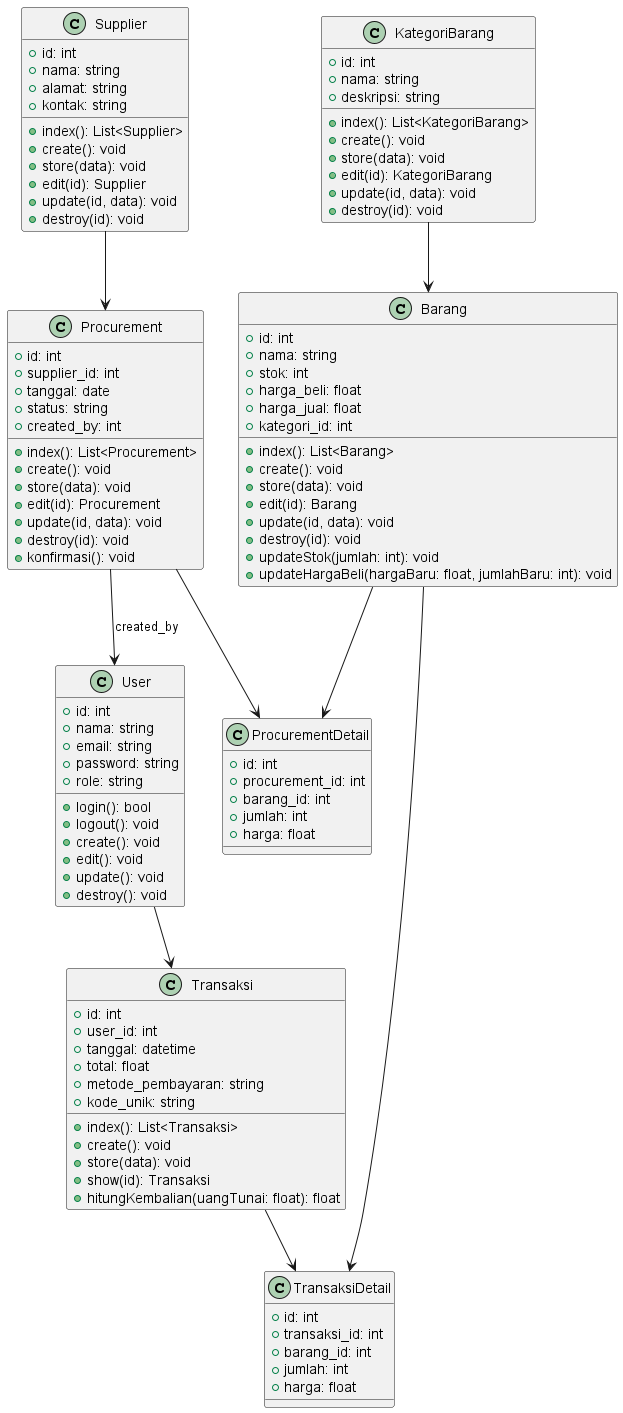 C Supplier
id: int
nama: string
alamat: string
kontak: string
index(): List<Supplier>
create(): void
store(data): void
edit(id): Supplier
update(id, data): void
destroy(id): void
C KategoriBarang
id: int
nama: string
deskripsi: string
index(): List<KategoriBarang>
create(): void
store(data): void
edit(id): KategoriBarang
update(id, data): void
destroy(id): void
C Procurement
id: int
supplier_id: int
tanggal: date
status: string
created_by: int
index(): List<Procurement>
create(): void
store(data): void
edit(id): Procurement
update(id, data): void
destroy(id): void
konfirmasi(): void
C Barang
id: int
nama: string
stok: int
harga_beli: float
harga_jual: float
kategori_id: int
index(): List<Barang>
create(): void
store(data): void
edit(id): Barang
update(id, data): void
destroy(id): void
updateStok(jumlah: int): void
updateHargaBeli(hargaBaru: float, jumlahBaru: int): void
created_by
C User
id: int
nama: string
email: string
password: string
role: string
login(): bool
logout(): void
create(): void
edit(): void
update(): void
destroy(): void
C ProcurementDetail
id: int
procurement_id: int
barang_id: int
jumlah: int
harga: float
C Transaksi
id: int
user_id: int
tanggal: datetime
total: float
metode_pembayaran: string
kode_unik: string
index(): List<Transaksi>
create(): void
store(data): void
show(id): Transaksi
hitungKembalian(uangTunai: float): float
C TransaksiDetail
id: int
transaksi_id: int
barang_id: int
jumlah: int
harga: float